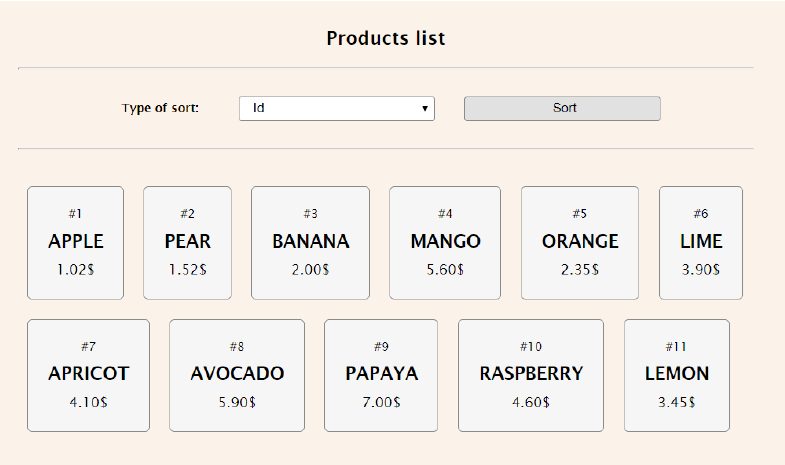 Products list
Type of sort: Id Sort
#1 #2 #3 #4 #5 #6
APPLE PEAR BANANA MANGO ORANGE LIME
1.02$ 1.52$ 2.00$ 5.60$ 2.35$ 3.90$
#7 #8 #9 #10 #11
APRICOT AVOCADO PAPAYA RASPBERRY LEMON
4.10$ 5.90$ 7.00$ 4.60$ 3.45$